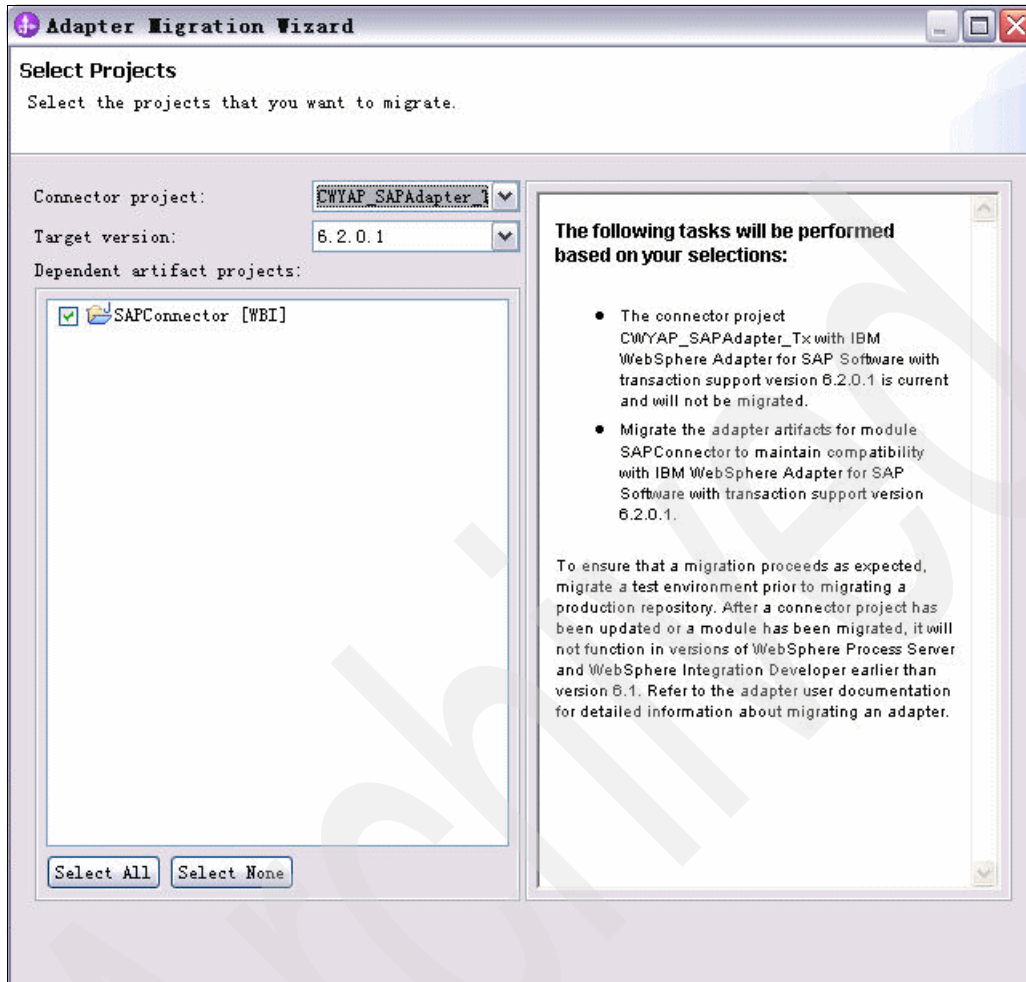 Adapter Migration Wizard
Select Projects
Select the projects that you want to migrate.
Connector project:
CWYAP_SAPAdapter_T
Target version:
6.2.0.1
Dependent artifact projects:
SAPConnector [WBI]
Select All
Select None
The following tasks will be performed
based on your selections:
The connector project
CWYAP_SAPAdapter_Tx with IBM
WebSphere Adapter for SAP Software with
transaction support version 6.2.0.1 is current
and will not be migrated.
Migrate the adapter artifacts for module
SAPConnector to maintain compatibility
with IBM WebSphere Adapter for SAP
Software with transaction support version
6.2.0.1.
To ensure that a migration proceeds as expected,
migrate a test environment prior to migrating a
production repository. After a connector project has
been updated or a module has been migrated, it will
not function in versions of WebSphere Process Server
and WebSphere Integration Developer earlier than
version 6.1. Refer to the adapter user documentation
for detailed information about migrating an adapter.
Archived